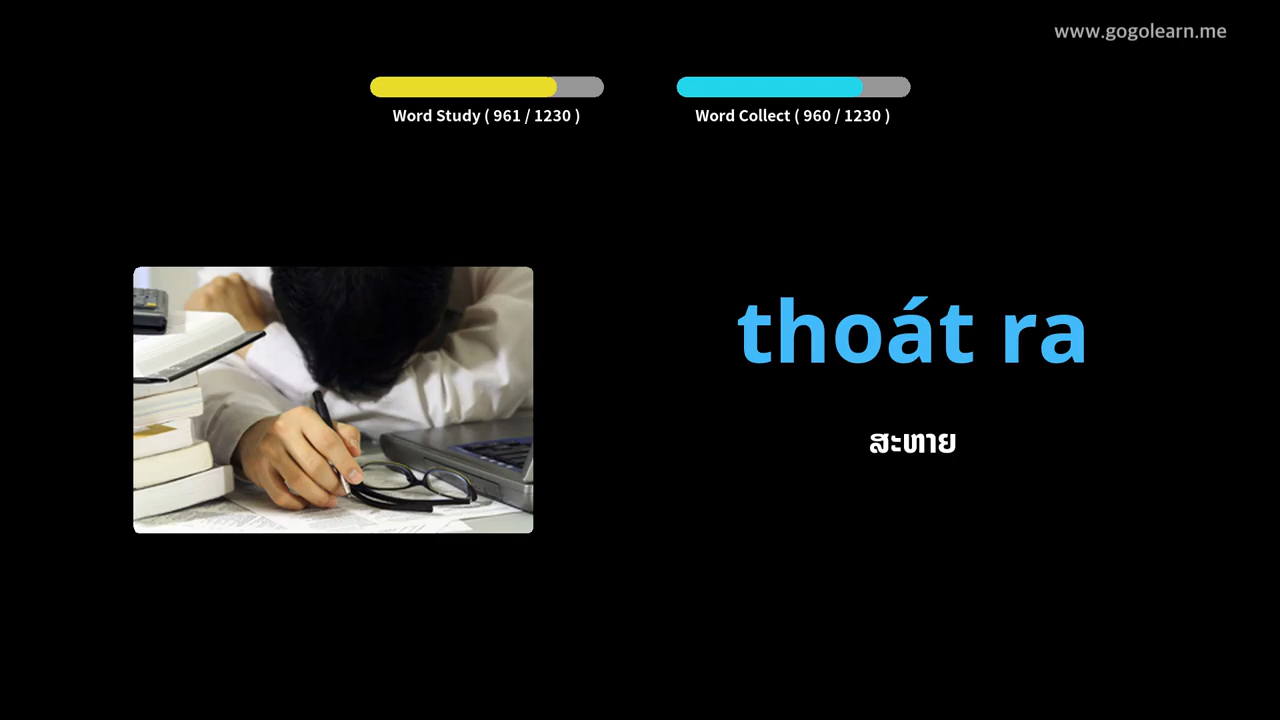 www.gogolearn.me
Word Study ( 961 / 1230 )
Word Collect ( 960 / 1230 )
thoát ra
ສະຫາຍ